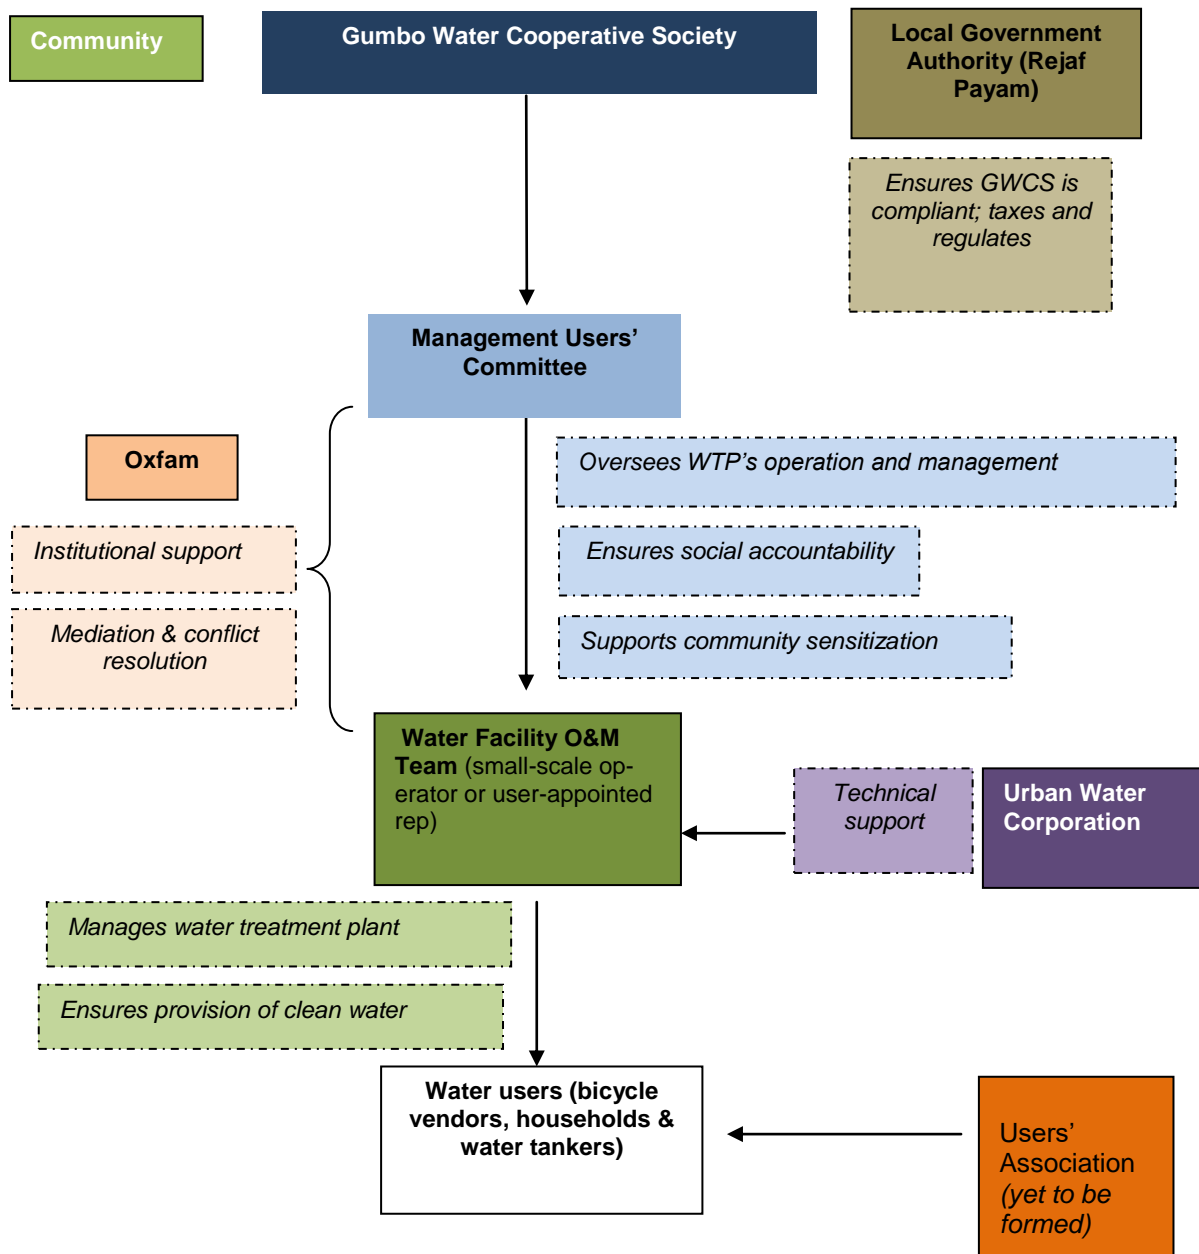 Community
Gumbo Water Cooperative Society
Local Government
Authority (Rejaf
Payam)
Ensures GWCS is
compliant; taxes and
regulates
Management Users’
Committee
Oxfam
Oversees WTP’s operation and management
Institutional support
Ensures social accountability
Mediation & conflict
resolution
Supports community sensitization
Water Facility O&M
Team (small-scale op-
erator or user-appointed
rep)
Technical
support
Urban Water
Corporation
Manages water treatment plant
Ensures provision of clean water
Water users (bicycle
vendors, households &
water tankers)
Users’
Association
(yet to be
formed)